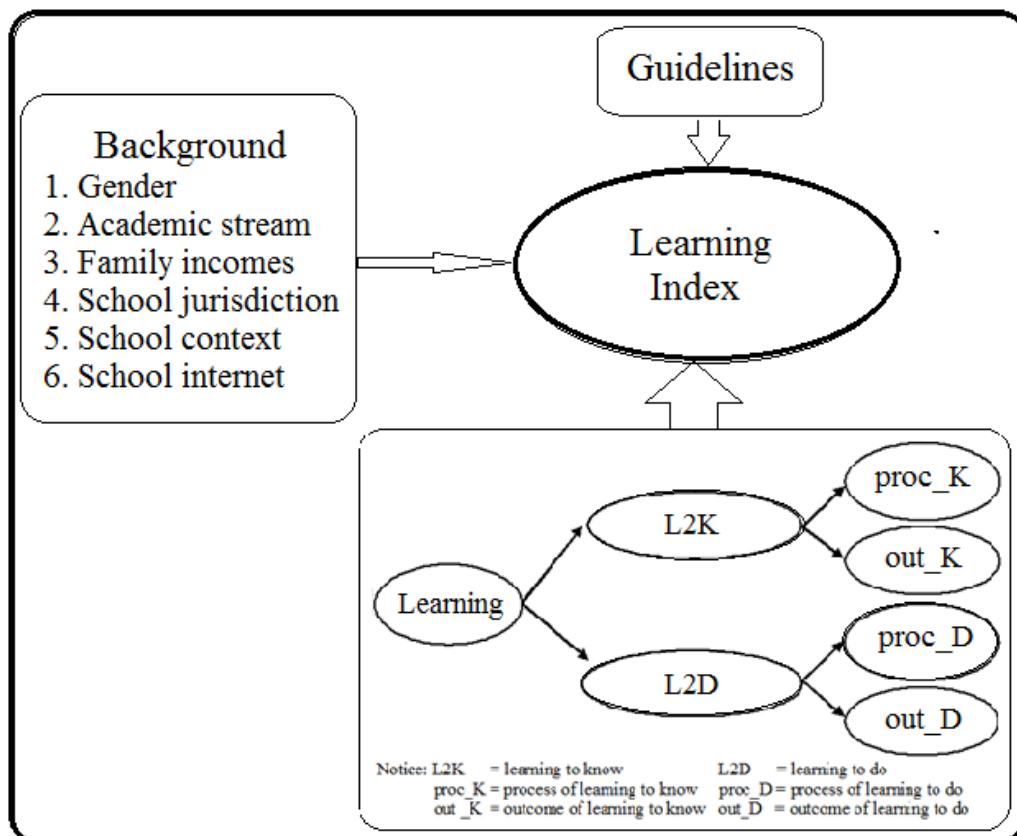 Guidelines
Background
1. Gender
2. Academic stream
3. Family incomes
4. School jurisdiction
5. School context
6. School internet
Learning
Index
proc_K
L2K
out_K
Learning
proc_D
L2D
out_D
Notice: L2K = learning to know L2D = learning to do
proc_K = process of learning to know proc_D = process of learning to do
out _K = outcome of learning to know out_D = outcome of learning to do